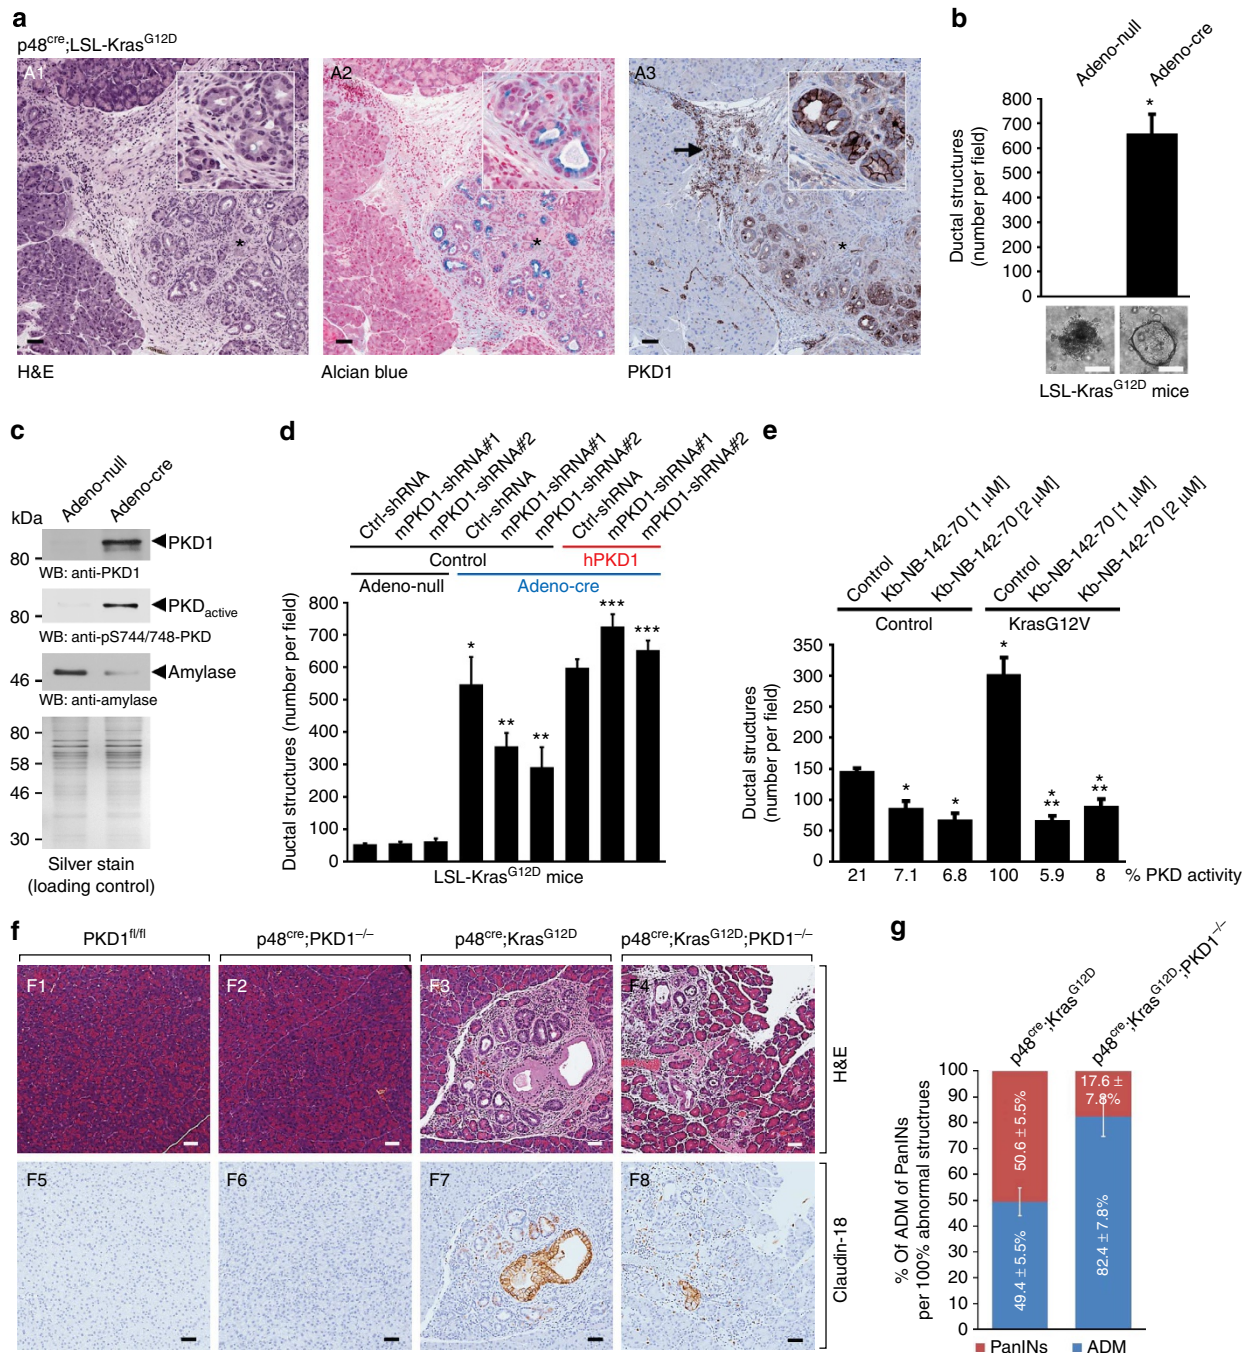 a
p48cre;LSL-KrasG12D
A1
A2
A3
H&E
Alcian blue
PKD1
b
Adeno-null
Adeno-cre
Ductal structures
(number per field)
800
700
600
500
400
300
200
100
0
*
LSL-KrasG12D mice
c
Adeno-null
Adeno-cre
kDa
80
PKD1
WB: anti-PKD1
80
PKDactive
WB: anti-pS744/748-PKD
46
Amylase
WB: anti-amylase
80
58
46
30
Silver stain
(loading control)
d
Ctrl-shRNA
mPKD1-shRNA#1
mPKD1-shRNA#2
Ctrl-shRNA
mPKD1-shRNA#1
mPKD1-shRNA#2
Ctrl-shRNA
mPKD1-shRNA#1
mPKD1-shRNA#2
Control
hPKD1
Adeno-null
Adeno-cre
Ductal structures (number per field)
800
700
600
500
400
300
200
100
0
*
**
**
***
***
LSL-KrasG12D mice
e
Control
Kb-NB-142-70 [1 µM]
Kb-NB-142-70 [2 µM]
Control
Kb-NB-142-70 [1 µM]
Kb-NB-142-70 [2 µM]
Control
KrasG12V
Ductal structures
(number per field)
350
300
250
200
150
100
50
0
*
*
*
*
**
*
**
21 7.1 6.8 100 5.9 8 % PKD activity
f
PKD1fl/fl
p48cre;PKD1−/−
p48cre;KrasG12D
p48cre;KrasG12D;PKD1−/−
F1
F2
F3
F4
H&E
F5
F6
F7
F8
Claudin-18
g
p48cre;KrasG12D
p48cre;KrasG12D;PKD1−/−
% Of ADM of PanINs
per 100% abnormal structrues
100
90
80
70
60
50
40
30
20
10
0
50.6 ± 5.5%
49.4 ± 5.5%
17.6 ±
7.8%
82.4 ± 7.8%
PanINs
ADM